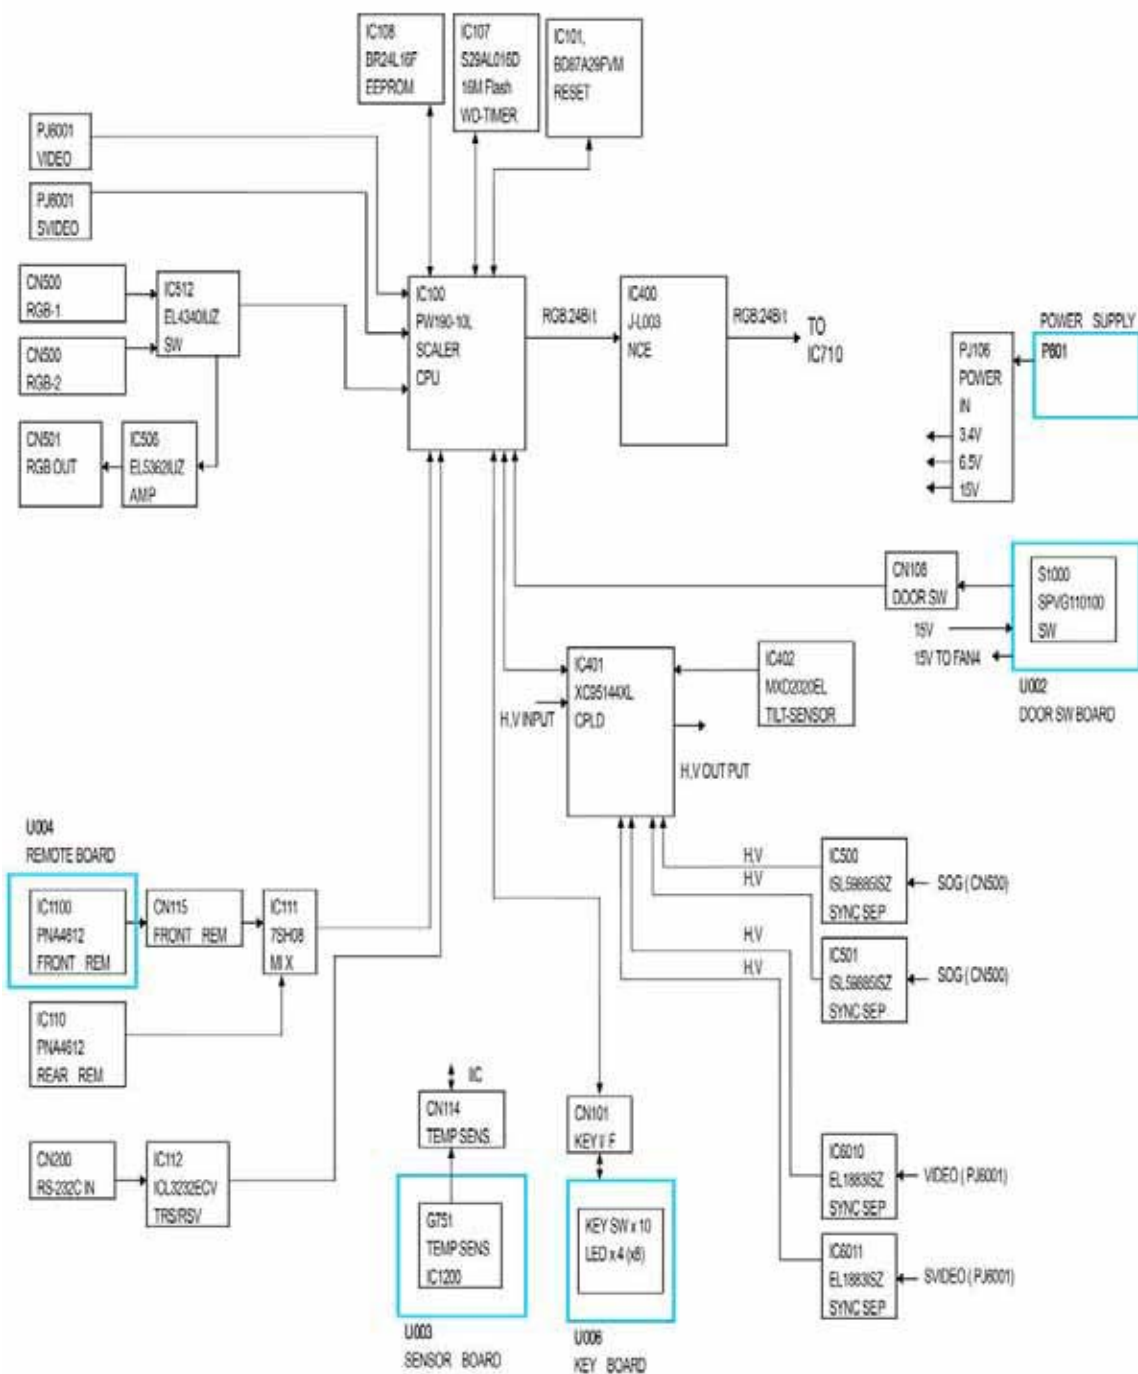 IC108
BR24L16F
EEPROM
IC107
S29AL016D
16M Flash
WD-TIMER
IC101,
BD87A29FVM
RESET
PJ6001
VIDEO
PJ6001
SVIDEO
CN500
RGB-1
CN500
RGB-2
IC512
EL4340IUZ
SW
CN501
RGB OUT
IC506
EL5362IUZ
AMP
IC100
PW190-10L
SCALER
CPU
RGB:24Bit
IC400
J-L003
NCE
RGB:24Bit
TO
IC710
POWER SUPPLY
P801
PJ106
POWER
IN
3.4V
6.5V
15V
CN108
DOOR SW
S1000
SPVG110100
SW
15V
15V TO FAN4
U002
DOOR SW BOARD
IC401
XC95144XL
CPLD
H,V INPUT
IC402
MXD2020EL
TILT-SENSOR
H,V OUT PUT
U004
REMOTE BOARD
IC1100
PNA4612
FRONT REM
CN115
FRONT REM
IC111
7SH08
MIX
IC110
PNA4612
REAR REM
CN200
RS-232C IN
IC112
ICL3232ECV
TRS/RSV
H,V
H,V
H,V
H,V
IC500
ISL59885ISZ
SYNC SEP
SOG ( CN500)
IC501
ISL59885ISZ
SYNC SEP
SOG ( CN500)
IIC
CN114
TEMP SENS.
G751
TEMP SENS
IC1200
U003
SENSOR BOARD
CN101
KEY I/F
KEY SW x 10
LED x 4 (x8)
U006
KEY BOARD
IC6010
EL1883ISZ
SYNC SEP
VIDEO ( PJ6001)
IC6011
EL1883ISZ
SYNC SEP
SVIDEO ( PJ6001)